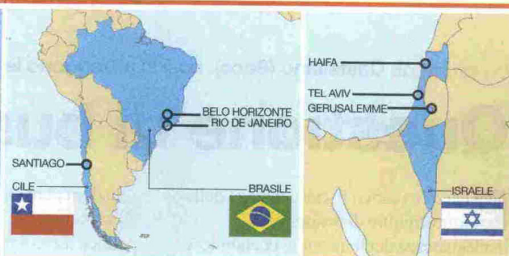 BELO HORIZONTE
RIO DE JANEIRO
SANTIAGO
CILE
BRASILE
HAIFA
TEL AVIV
GERUSALEMME
ISRAELE